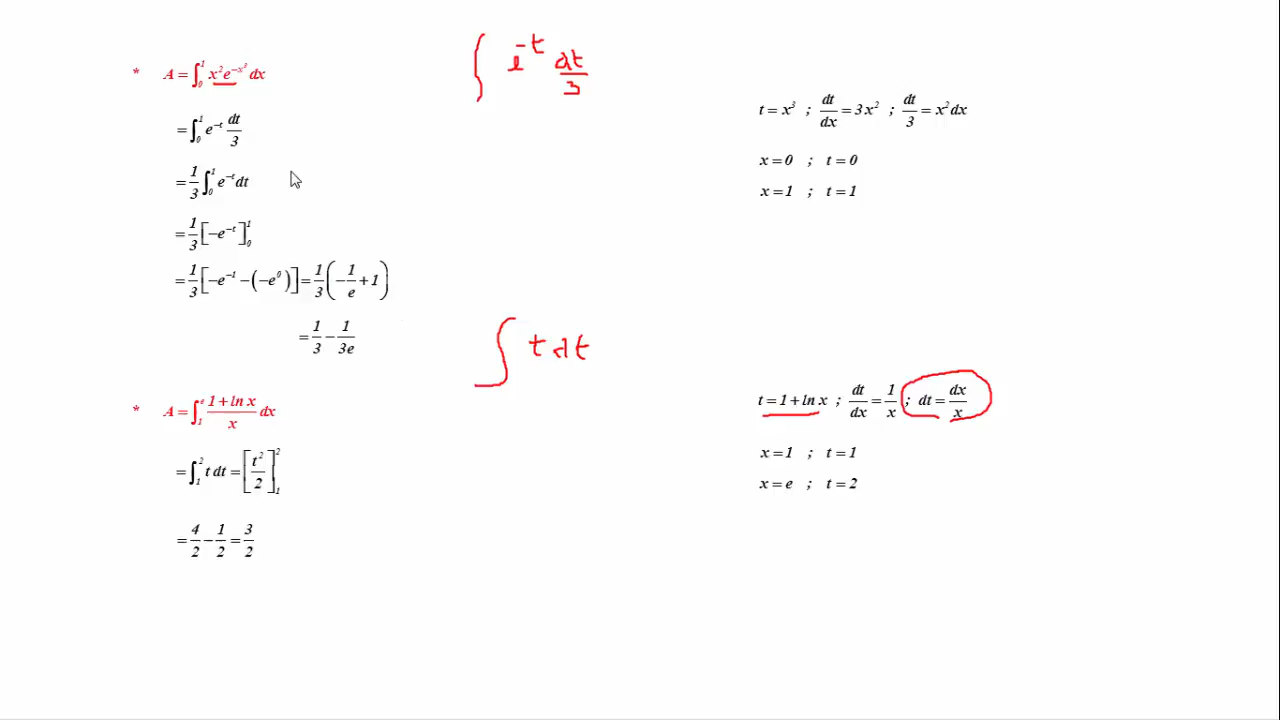 * A = ∫₀¹ x²e^(−x³) dx
∫ e^(−t) dt/3
= ∫₀¹ e^(−t) dt/3
t = x³ ; dt/dx = 3x² ; dt/3 = x²dx
x = 0 ; t = 0
= 1/3 ∫₀¹ e^(−t) dt
x = 1 ; t = 1
= 1/3 [−e^(−t)]₀¹
= 1/3 [−e^(−1) − (−e⁰)] = 1/3 (−1/e + 1)
= 1/3 − 1/3e
∫ t dt
* A = ∫₁ᵉ (1 + ln x)/x dx
t = 1 + ln x ; dt/dx = 1/x ; dt = dx/x
x = 1 ; t = 1
= ∫₁² t dt = [t²/2]₁²
x = e ; t = 2
= 4/2 − 1/2 = 3/2